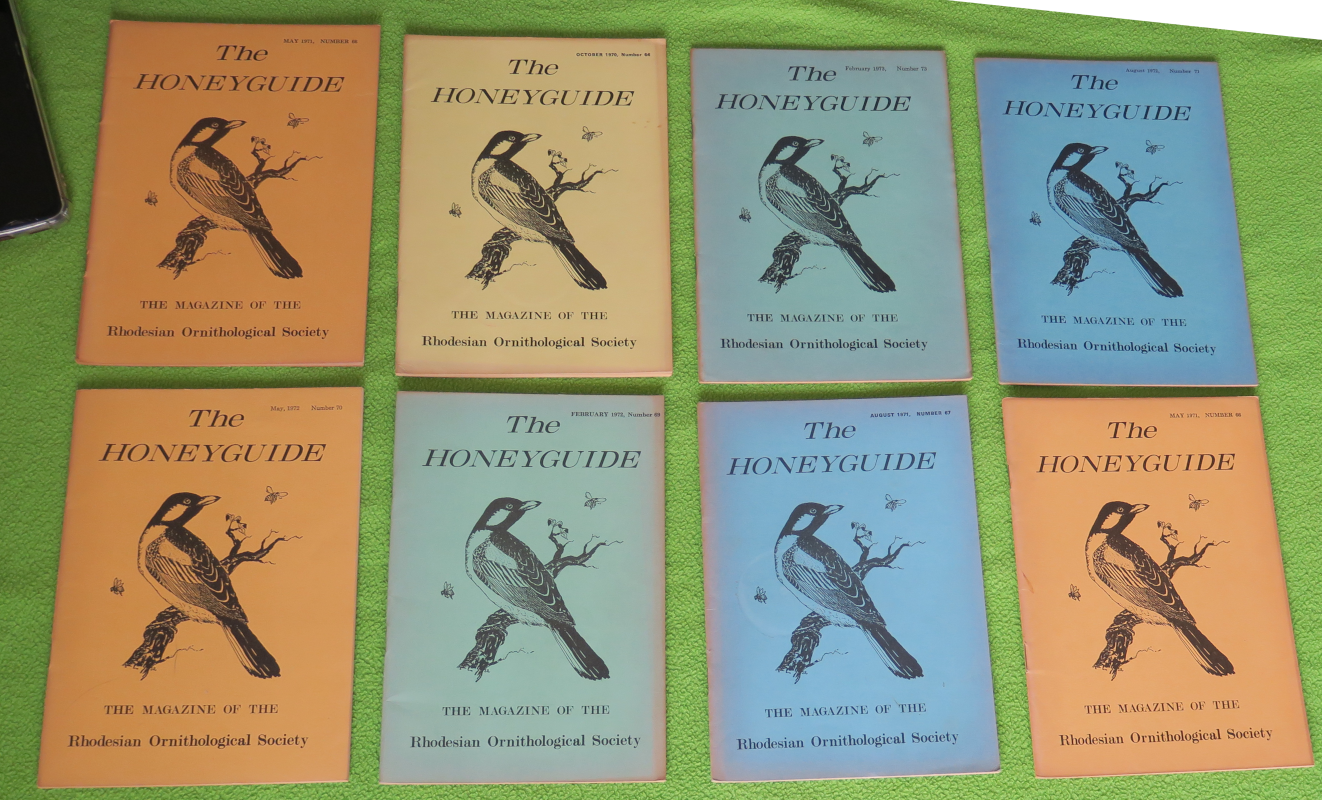 MAY 1971, NUMBER 66
The
HONEYGUIDE
THE MAGAZINE OF THE
Rhodesian Ornithological Society
OCTOBER 1970, Number 64
The
HONEYGUIDE
THE MAGAZINE OF THE
Rhodesian Ornithological Society
February 1973, Number 73
The
HONEYGUIDE
THE MAGAZINE OF THE
Rhodesian Ornithological Society
August 1972, Number 71
The
HONEYGUIDE
THE MAGAZINE OF THE
Rhodesian Ornithological Society
May, 1972 Number 70
The
HONEYGUIDE
THE MAGAZINE OF THE
Rhodesian Ornithological Society
FEBRUARY 1972, Number 69
The
HONEYGUIDE
THE MAGAZINE OF THE
Rhodesian Ornithological Society
AUGUST 1971, NUMBER 67
The
HONEYGUIDE
THE MAGAZINE OF THE
Rhodesian Ornithological Society
MAY 1971, NUMBER 66
The
HONEYGUIDE
THE MAGAZINE OF THE
Rhodesian Ornithological Society